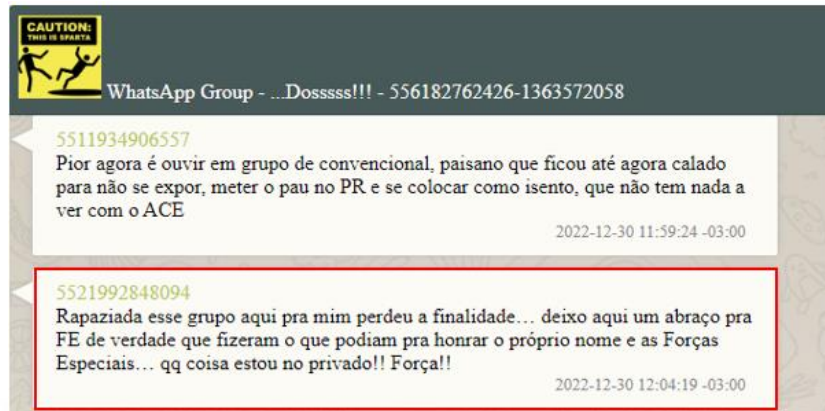 CAUTION:
THIS IS SPARTA
WhatsApp Group - ...Dosssss!!! - 556182762426-1363572058
5511934906557
Pior agora é ouvir em grupo de convencional, paisano que ficou até agora calado
para não se expor, meter o pau no PR e se colocar como isento, que não tem nada a
ver com o ACE
2022-12-30 11:59:24 -03:00
5521992848094
Rapaziada esse grupo aqui pra mim perdeu a finalidade… deixo aqui um abraço pra
FE de verdade que fizeram o que podiam pra honrar o próprio nome e as Forças
Especiais… qq coisa estou no privado!! Força!!
2022-12-30 12:04:19 -03:00